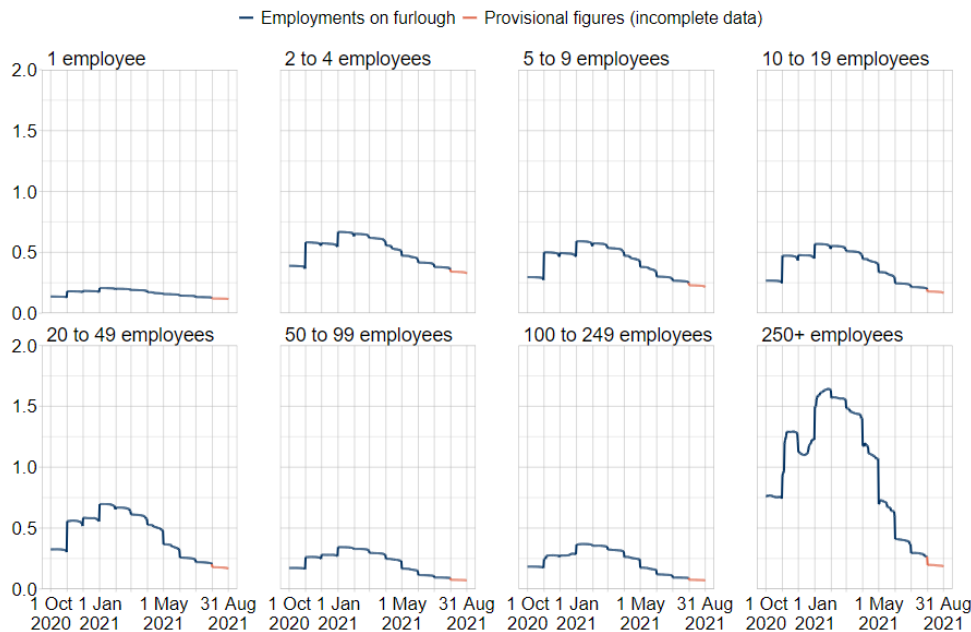 Employments on furlough Provisional figures (incomplete data)
1 employee 2 to 4 employees 5 to 9 employees 10 to 19 employees
2.0
1.5
1.0
0.5
0.0
20 to 49 employees 50 to 99 employees 100 to 249 employees 250+ employees
2.0
1.5
1.0
0.5
0.0
1 Oct 1 Jan 1 May 31 Aug 1 Oct 1 Jan 1 May 31 Aug 1 Oct 1 Jan 1 May 31 Aug 1 Oct 1 Jan 1 May 31 Aug
2020 2021 2021 2021 2020 2021 2021 2021 2020 2021 2021 2021 2020 2021 2021 2021